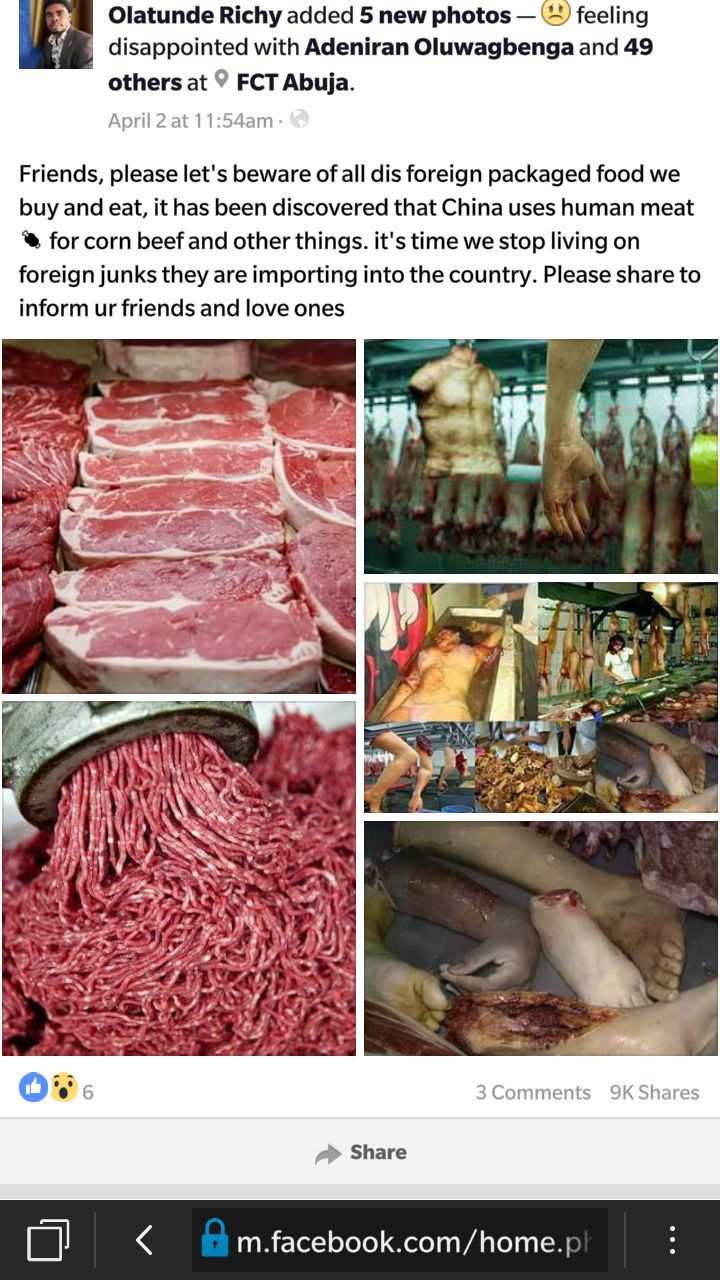 Olatunde Richy added 5 new photos — feeling
disappointed with Adeniran Oluwagbenga and 49
others at FCT Abuja.
April 2 at 11:54am ·
Friends, please let's beware of all dis foreign packaged food we
buy and eat, it has been discovered that China uses human meat
🍖 for corn beef and other things. it's time we stop living on
foreign junks they are importing into the country. Please share to
inform ur friends and love ones
6
3 Comments 9K Shares
Share
m.facebook.com/home.ph